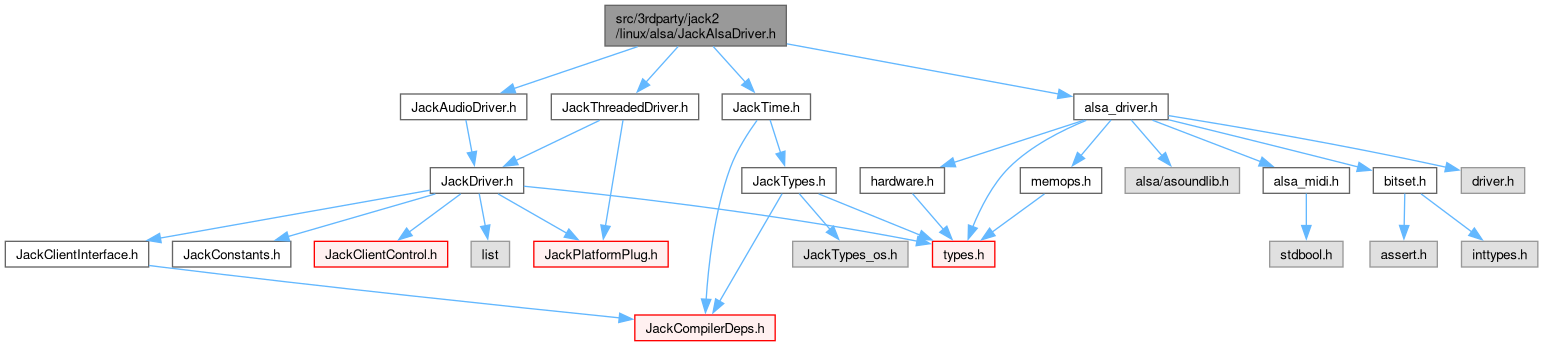 src/3rdparty/jack2
/linux/alsa/JackAlsaDriver.h
JackAudioDriver.h
JackThreadedDriver.h
JackTime.h
alsa_driver.h
JackDriver.h
JackTypes.h
hardware.h
memops.h
alsa/asoundlib.h
alsa_midi.h
bitset.h
driver.h
JackClientInterface.h
JackConstants.h
JackClientControl.h
list
JackPlatformPlug.h
JackTypes_os.h
types.h
stdbool.h
assert.h
inttypes.h
JackCompilerDeps.h